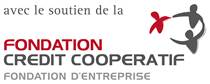 avec le soutien de la
FONDATION
CREDIT COOPERATIF
FONDATION D'ENTREPRISE